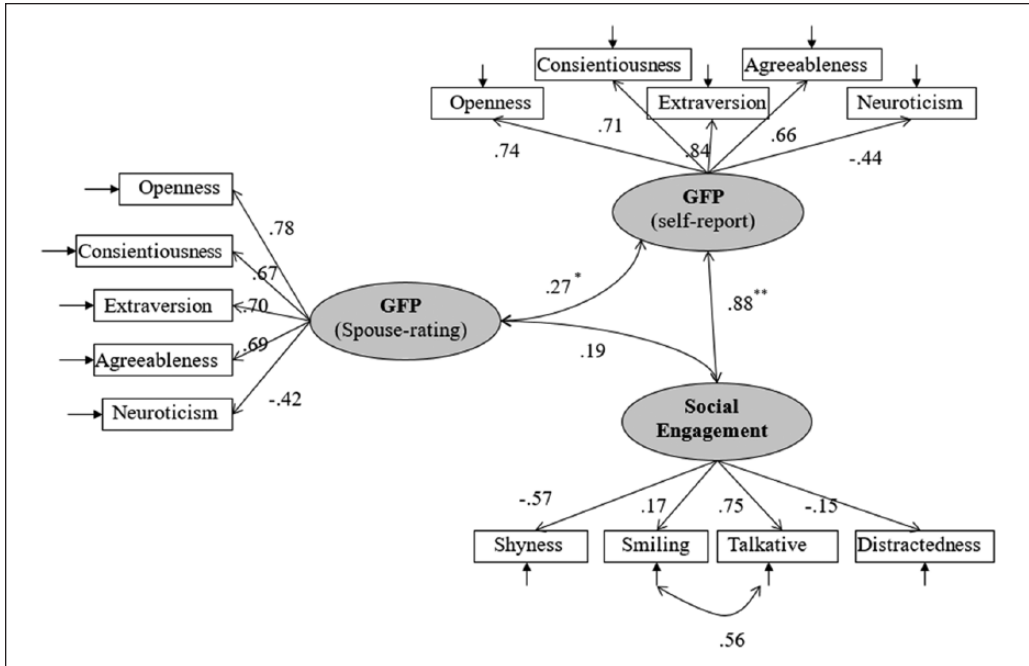 Consientiousness
Agreeableness
Openness
Extraversion
Neuroticism
.74
.71
.84
.66
-.44
GFP
(self-report)
Openness
Consientiousness
Extraversion
Agreeableness
Neuroticism
.78
.67
.70
.69
-.42
GFP
(Spouse-rating)
.27*
.88**
.19
Social
Engagement
-.57
.17
.75
-.15
Shyness
Smiling
Talkative
Distractedness
.56